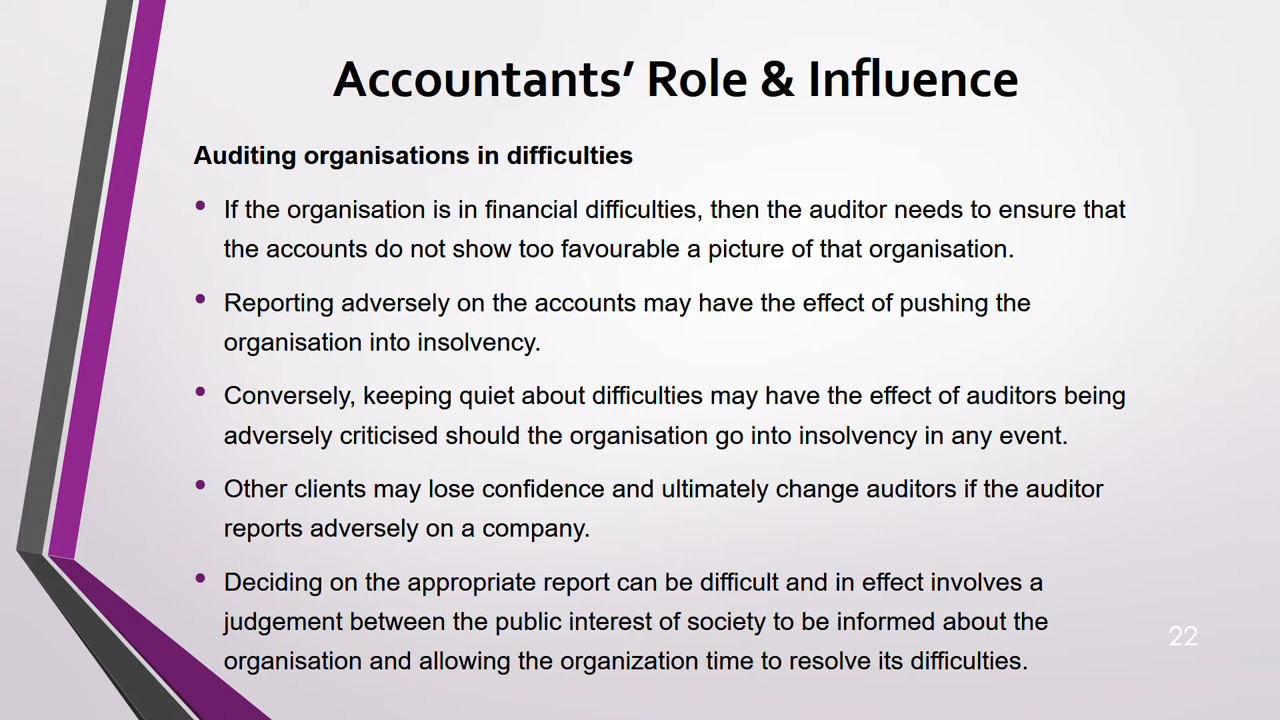 Accountants’ Role & Influence
Auditing organisations in difficulties
• If the organisation is in financial difficulties, then the auditor needs to ensure that
the accounts do not show too favourable a picture of that organisation.
• Reporting adversely on the accounts may have the effect of pushing the
organisation into insolvency.
• Conversely, keeping quiet about difficulties may have the effect of auditors being
adversely criticised should the organisation go into insolvency in any event.
• Other clients may lose confidence and ultimately change auditors if the auditor
reports adversely on a company.
• Deciding on the appropriate report can be difficult and in effect involves a
judgement between the public interest of society to be informed about the
organisation and allowing the organization time to resolve its difficulties.
22